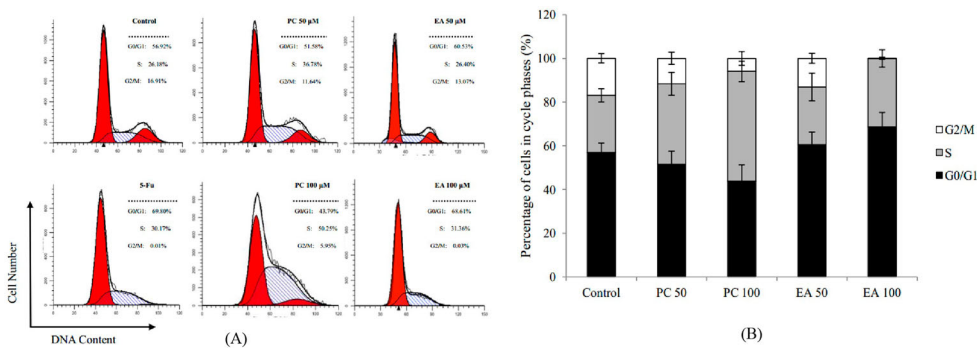 Control
G0/G1: 56.92%
S: 26.18%
G2/M: 16.91%
PC 50 µM
G0/G1: 51.58%
S: 36.78%
G2/M: 11.64%
EA 50 µM
G0/G1: 60.53%
S: 26.40%
G2/M: 13.07%
5-Fu
G0/G1: 69.80%
S: 30.17%
G2/M: 0.01%
PC 100 µM
G0/G1: 43.79%
S: 50.25%
G2/M: 5.95%
EA 100 µM
G0/G1: 68.61%
S: 31.36%
G2/M: 0.03%
Cell Number
DNA Content
(A)
Percentage of cells in cycle phases (%)
120
100
80
60
40
20
0
Control
PC 50
PC 100
EA 50
EA 100
G2/M
S
G0/G1
(B)